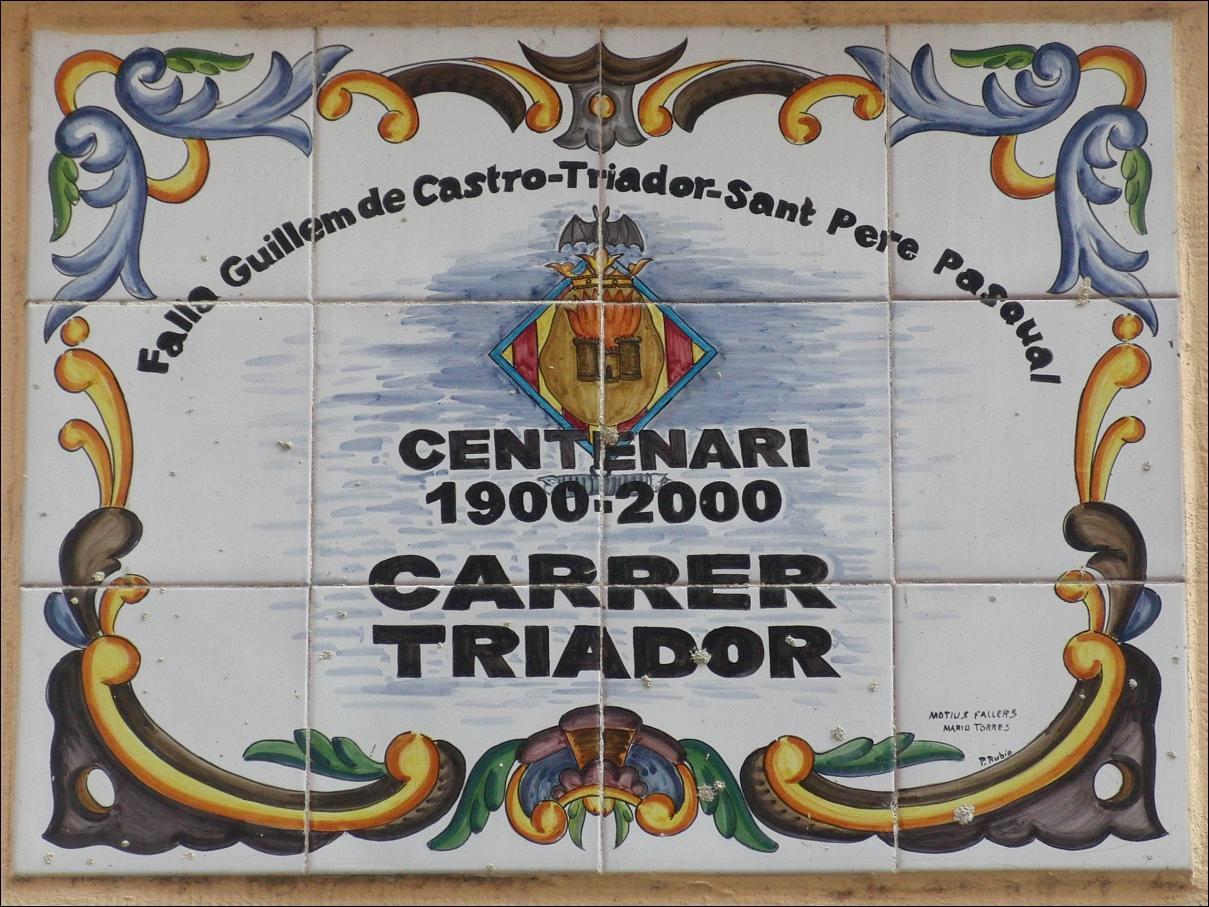 Falla Guillem de Castro-Triador-Sant Pere Pasqual
CENTENARI
1900-2000
CARRER
TRIADOR
MOTIUS FALLERS
MARIO TORRES
P. Rubio